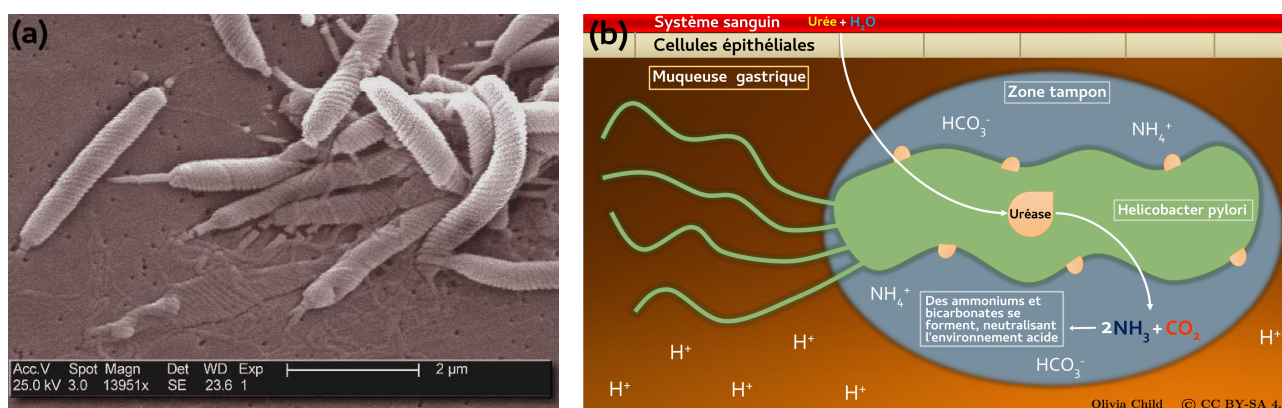 (a)
Acc.V Spot Magn Det WD Exp
25.0 kV 3.0 13951x SE 23.6 1
2 µm
(b)
Système sanguin Urée + H₂O
Cellules épithéliales
Muqueuse gastrique
Zone tampon
HCO₃⁻
NH₄⁺
Uréase
Helicobacter pylori
NH₄⁺
Des ammoniums et
bicarbonates se
forment, neutralisant
l'environnement acide
2NH₃ + CO₂
HCO₃⁻
H⁺
H⁺
H⁺
H⁺
H⁺
H⁺
Olivia Child © CC BY-SA 4.